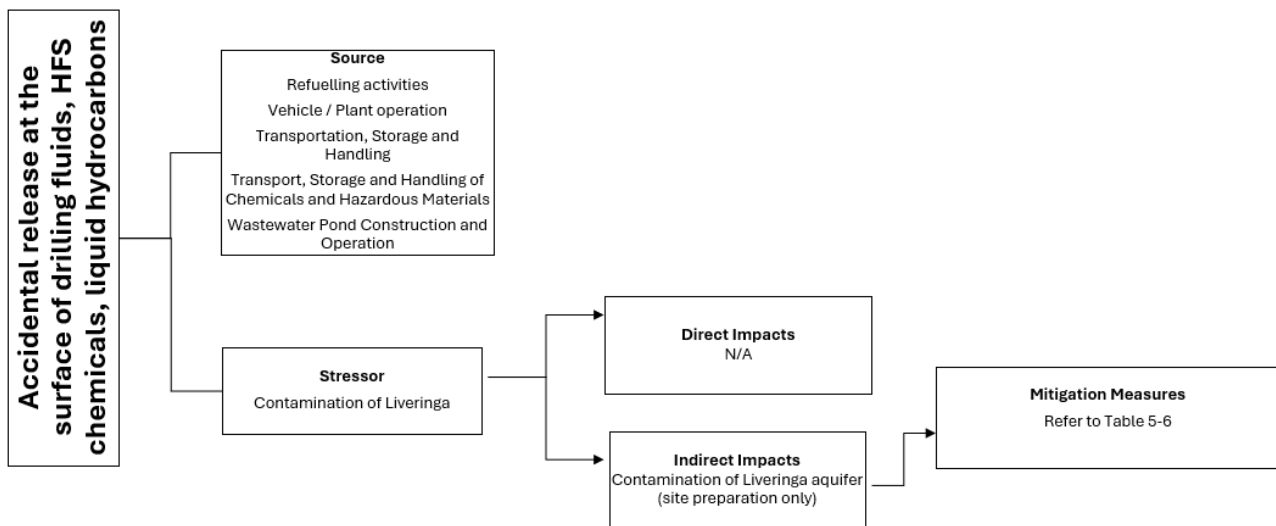 Accidental release at the
surface of drilling fluids, HFS
chemicals, liquid hydrocarbons
Source
Refuelling activities
Vehicle / Plant operation
Transportation, Storage and
Handling
Transport, Storage and Handling of
Chemicals and Hazardous Materials
Wastewater Pond Construction and
Operation
Stressor
Contamination of Liveringa
Direct Impacts
N/A
Indirect Impacts
Contamination of Liveringa aquifer
(site preparation only)
Mitigation Measures
Refer to Table 5-6